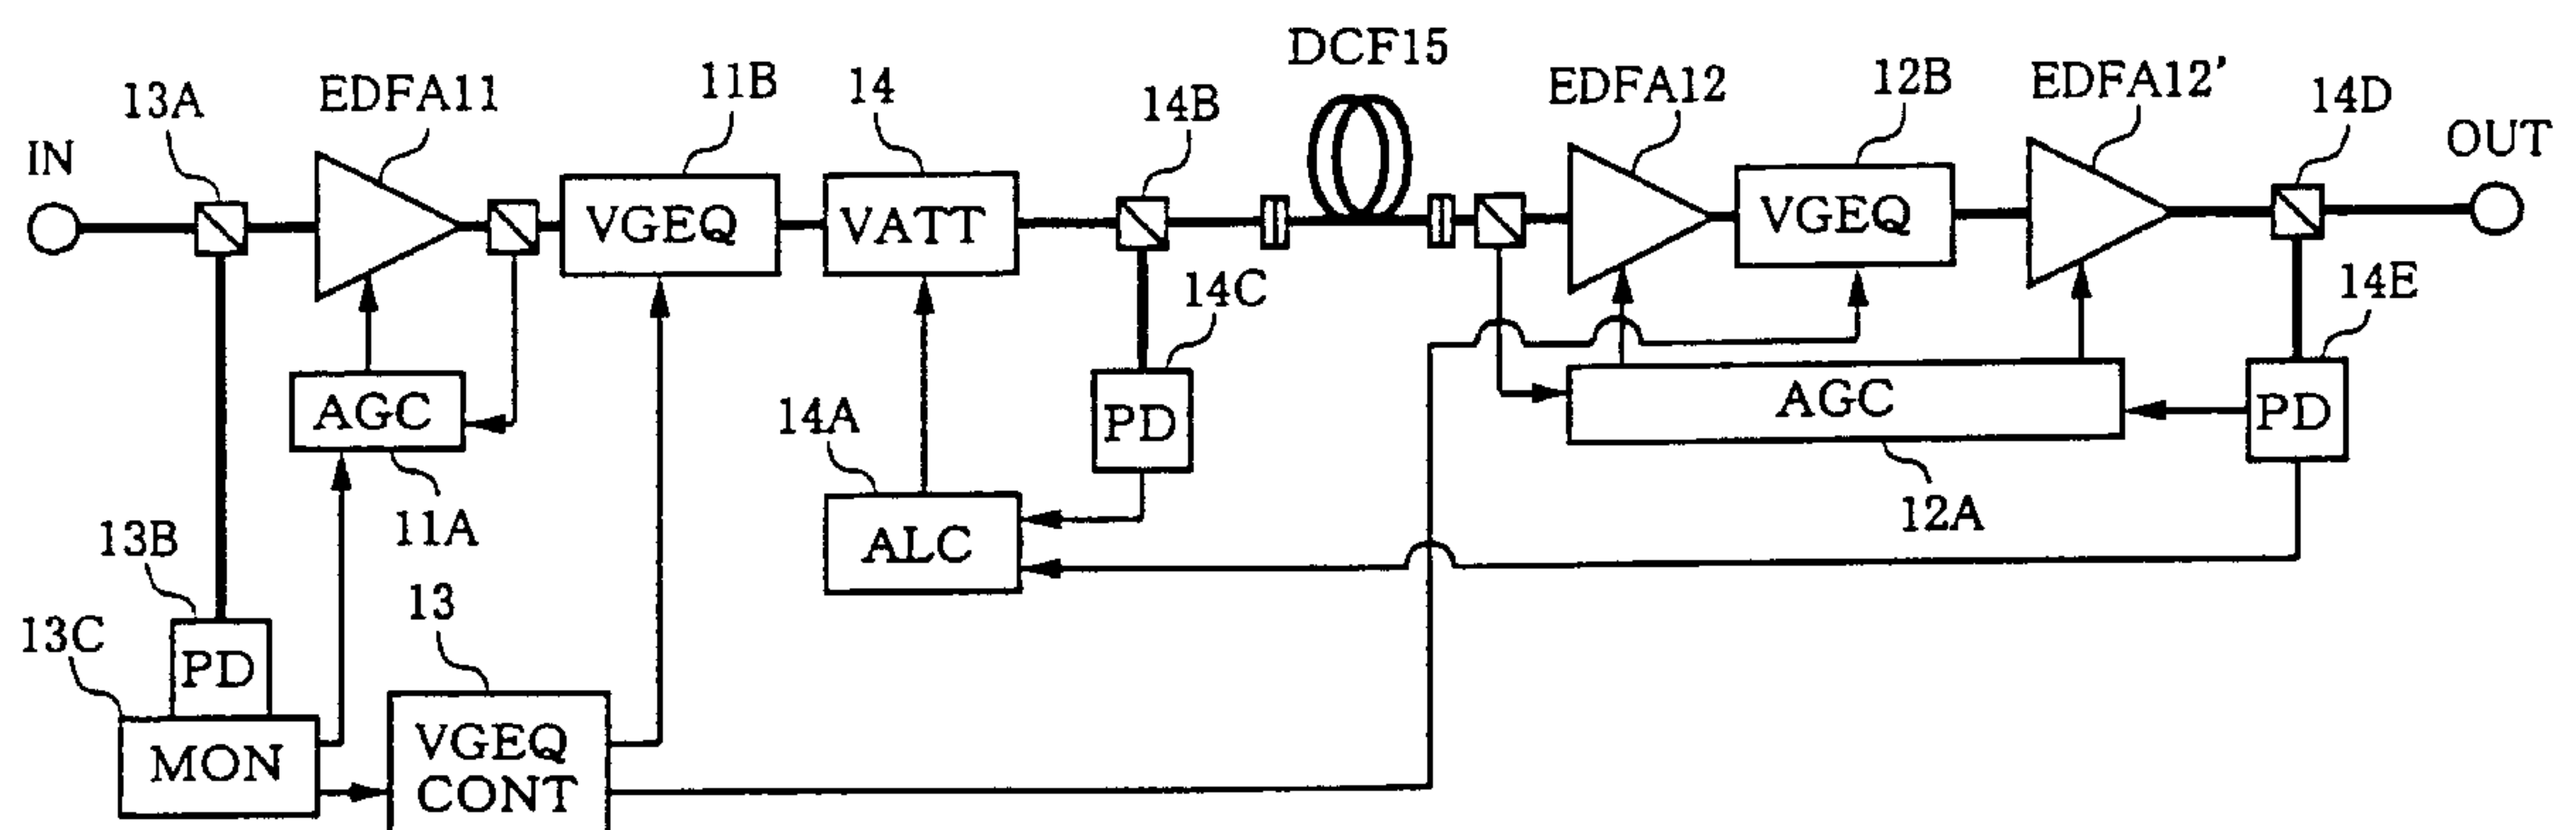 DCF15
13A
EDFA11
11B
14
14B
EDFA12
12B
EDFA12'
14D
IN
OUT
VGEQ
VATT
VGEQ
14C
14E
AGC
14A
PD
AGC
PD
13B
11A
ALC
12A
13C
13
PD
MON
VGEQ
CONT